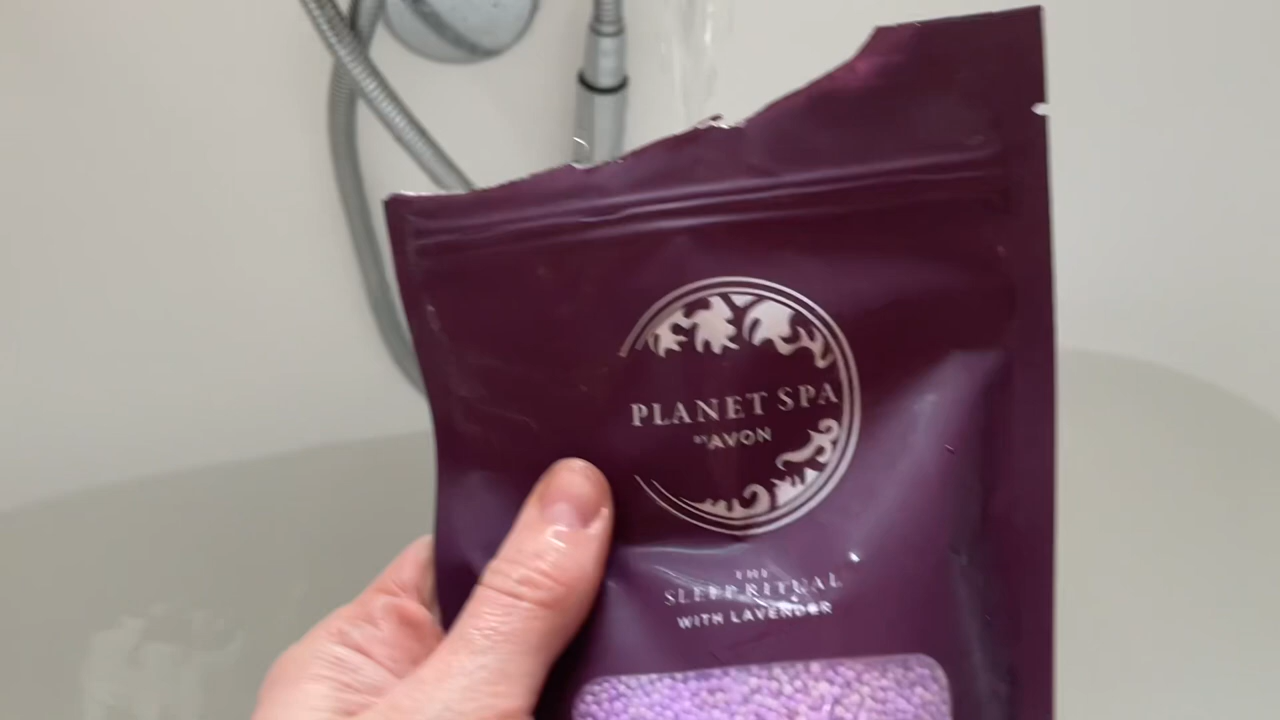 PLANET SPA
BY AVON
THE
SLEEP RITUAL
WITH LAVENDER